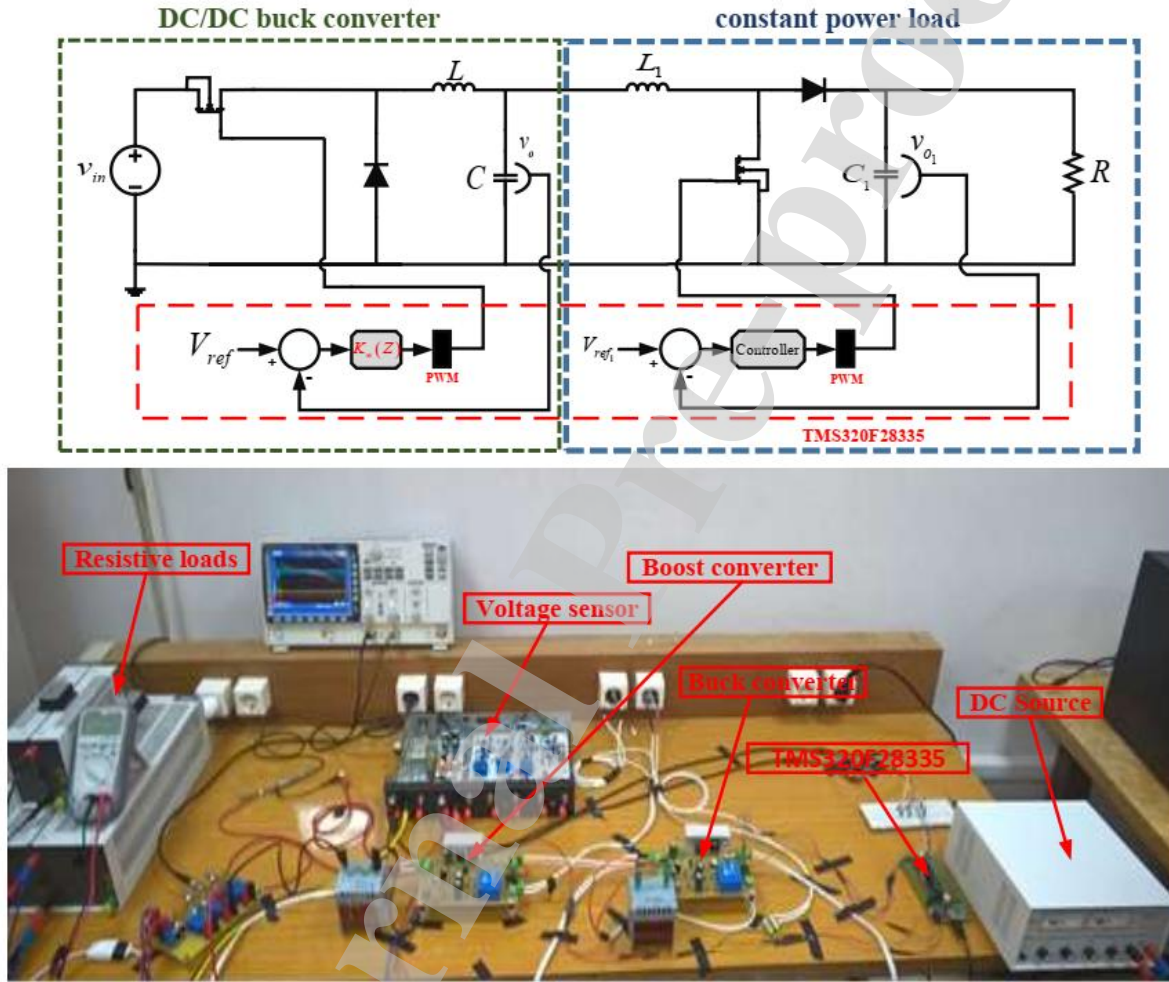 DC/DC buck converter
constant power load
L
L1
vin
C
vo
C1
vo1
R
Vref
+
-
K∞(Z)
PWM
Vref1
+
-
Controller
PWM
TMS320F28335
Resistive loads
Boost converter
Voltage sensor
Buck converter
DC Source
TMS320F28335